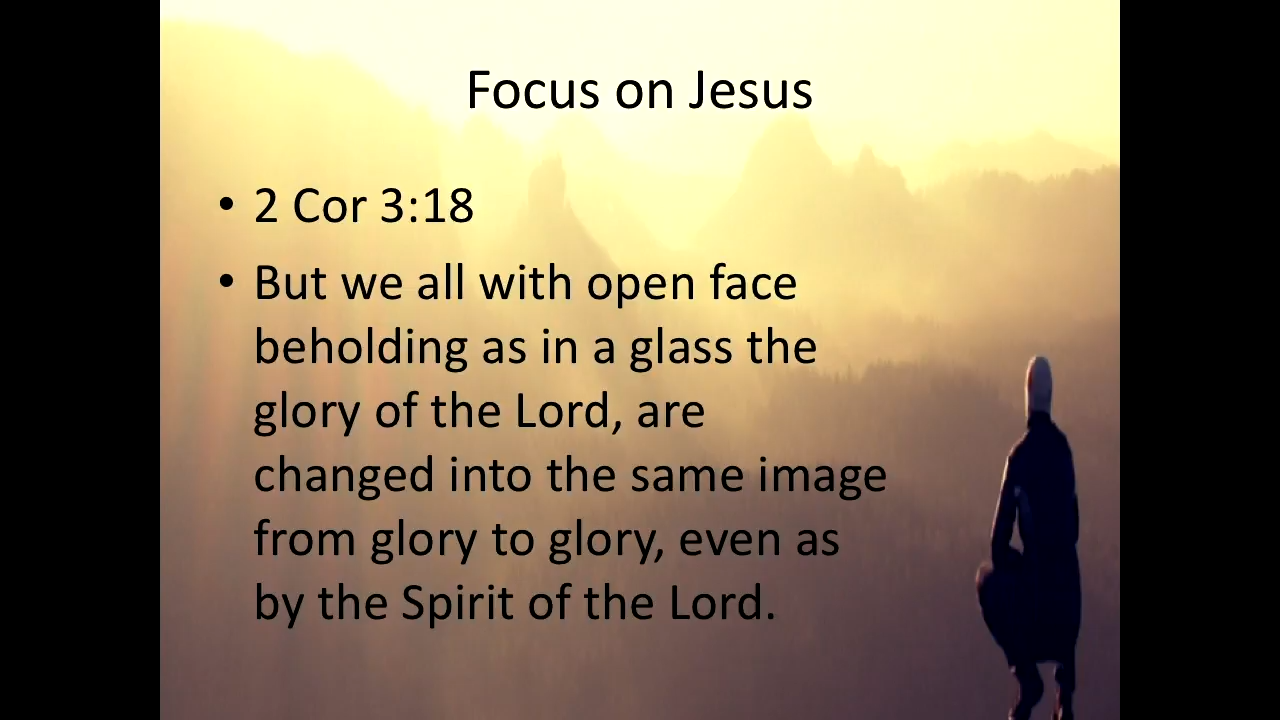 Focus on Jesus
• 2 Cor 3:18
• But we all with open face
beholding as in a glass the
glory of the Lord, are
changed into the same image
from glory to glory, even as
by the Spirit of the Lord.